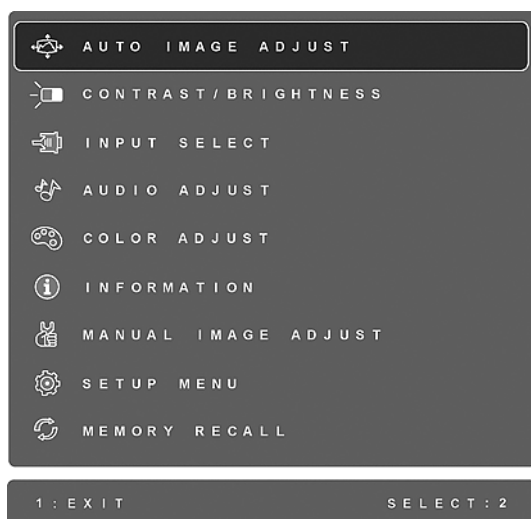 AUTO IMAGE ADJUST
CONTRAST/BRIGHTNESS
INPUT SELECT
AUDIO ADJUST
COLOR ADJUST
INFORMATION
MANUAL IMAGE ADJUST
SETUP MENU
MEMORY RECALL
1:EXIT SELECT:2